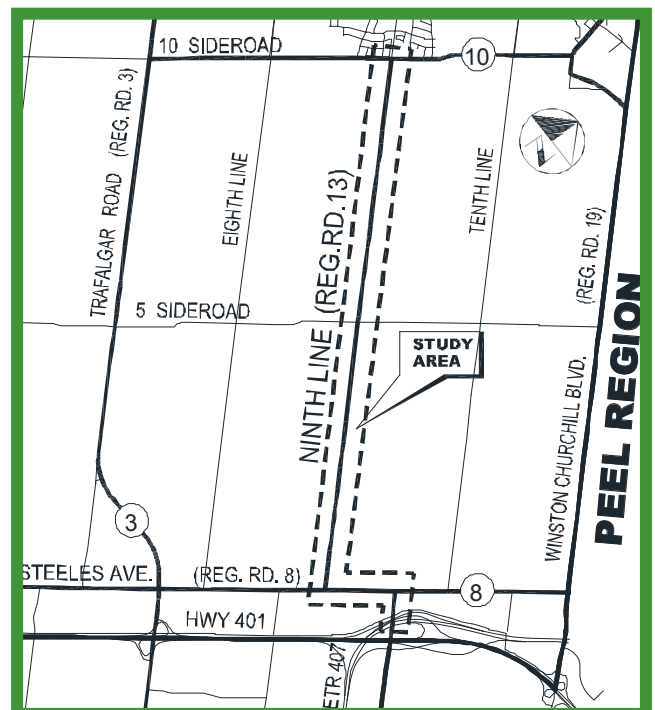 10 SIDEROAD
10
TRAFALGAR ROAD (REG. RD. 3)
EIGHTH LINE
NINTH LINE (REG.RD.13)
TENTH LINE
(REG. RD. 19)
5 SIDEROAD
STUDY
AREA
WINSTON CHURCHILL BLVD.
PEEL REGION
3
STEELES AVE. (REG. RD. 8)
8
HWY 401
ETR 407